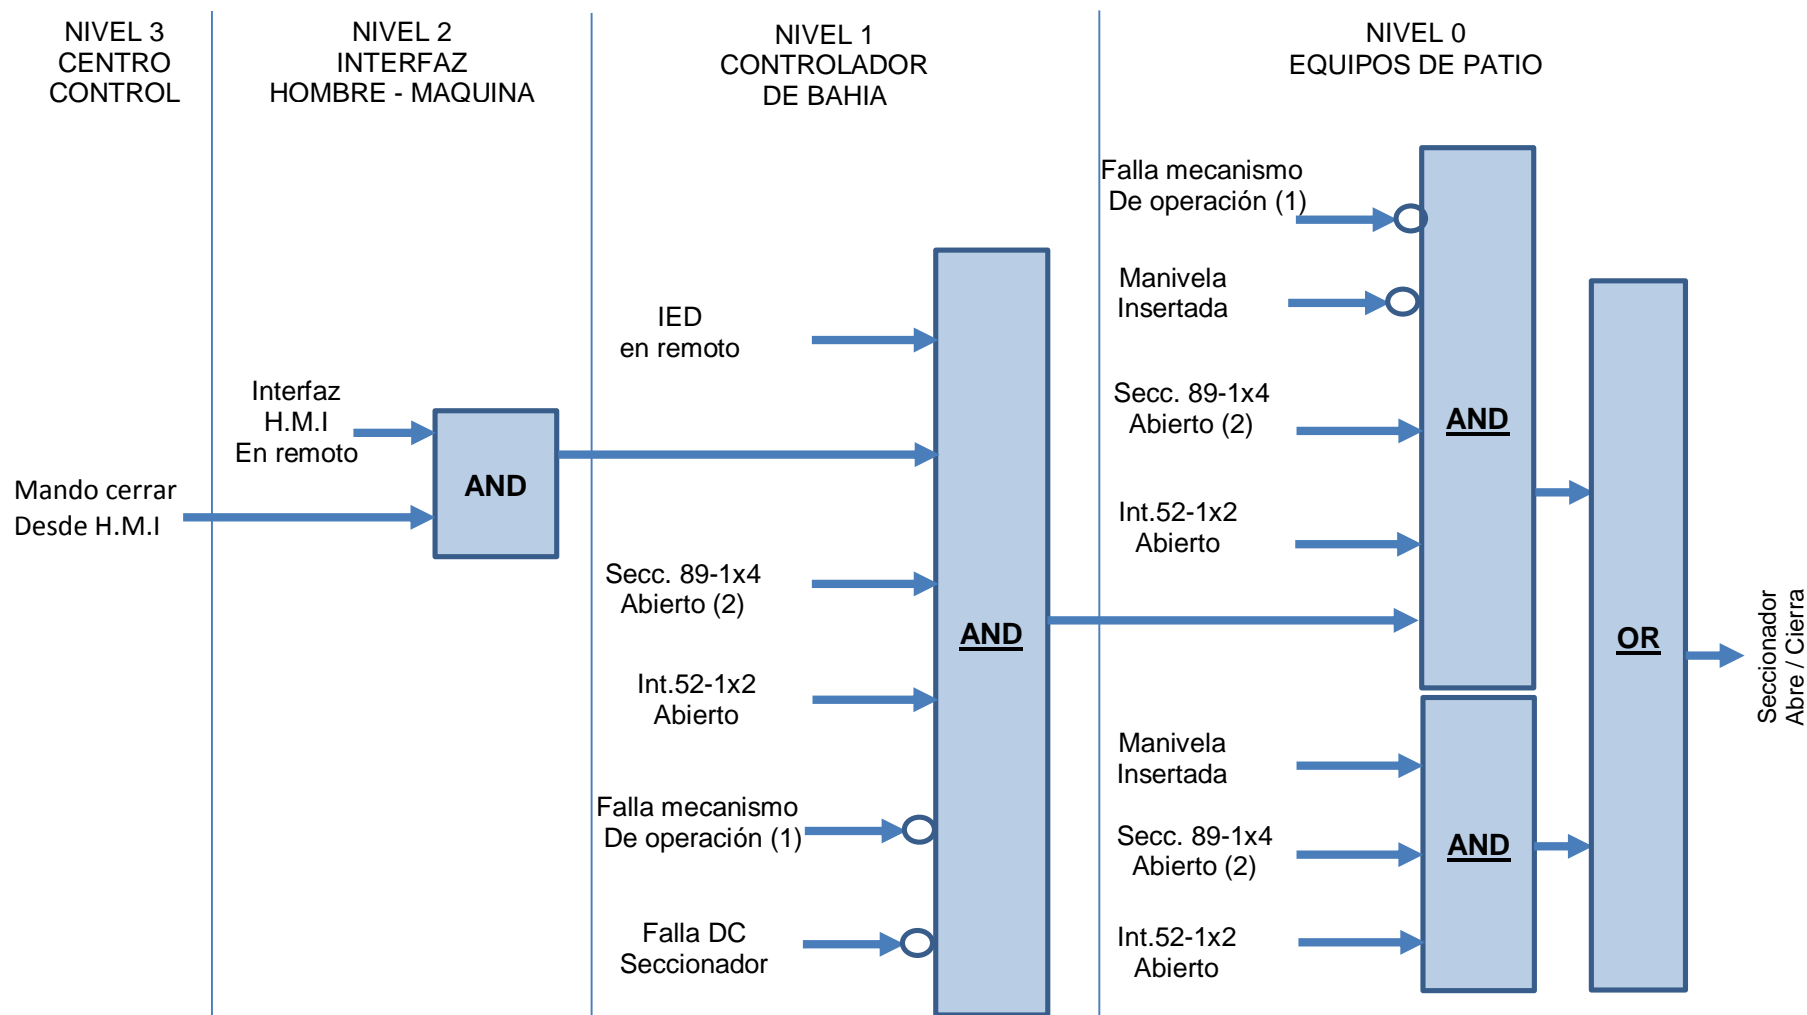 NIVEL 3
CENTRO
CONTROL
NIVEL 2
INTERFAZ
HOMBRE - MAQUINA
NIVEL 1
CONTROLADOR
DE BAHIA
NIVEL 0
EQUIPOS DE PATIO
Mando cerrar
Desde H.M.I
Interfaz
H.M.I
En remoto
AND
IED
en remoto
Secc. 89-1x4
Abierto (2)
Int.52-1x2
Abierto
Falla mecanismo
De operación (1)
Falla DC
Seccionador
AND
Falla mecanismo
De operación (1)
Manivela
Insertada
Secc. 89-1x4
Abierto (2)
Int.52-1x2
Abierto
AND
Manivela
Insertada
Secc. 89-1x4
Abierto (2)
Int.52-1x2
Abierto
AND
OR
Seccionador
Abre / Cierra